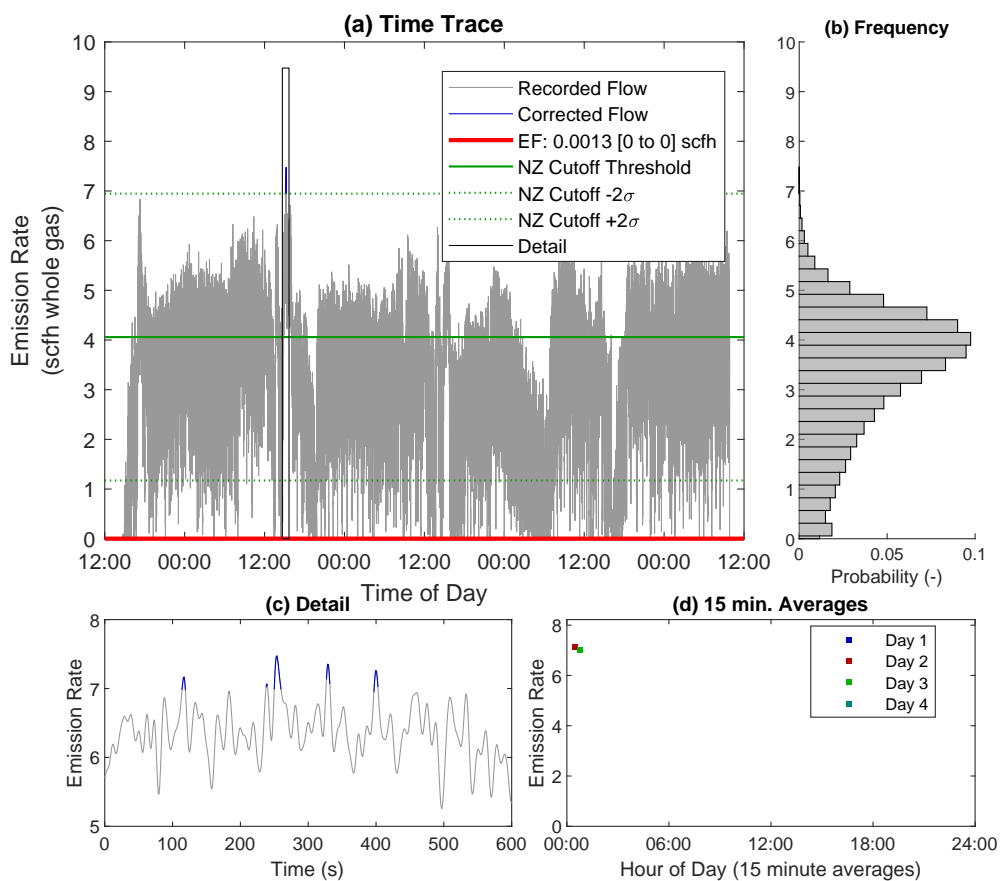 (a) Time Trace
10
9
8
7
6
5
4
3
2
1
0
Emission Rate
(scfh whole gas)
12:00 00:00 12:00 00:00 12:00 00:00 12:00 00:00 12:00
Time of Day
Recorded Flow
Corrected Flow
EF: 0.0013 [0 to 0] scfh
NZ Cutoff Threshold
NZ Cutoff -2σ
NZ Cutoff +2σ
Detail
(b) Frequency
10
9
8
7
6
5
4
3
2
1
0
0 0.05 0.1
Probability (-)
(c) Detail
8
7
6
5
Emission Rate
0 100 200 300 400 500 600
Time (s)
(d) 15 min. Averages
8
6
4
2
0
Emission Rate
00:00 06:00 12:00 18:00 24:00
Hour of Day (15 minute averages)
Day 1
Day 2
Day 3
Day 4